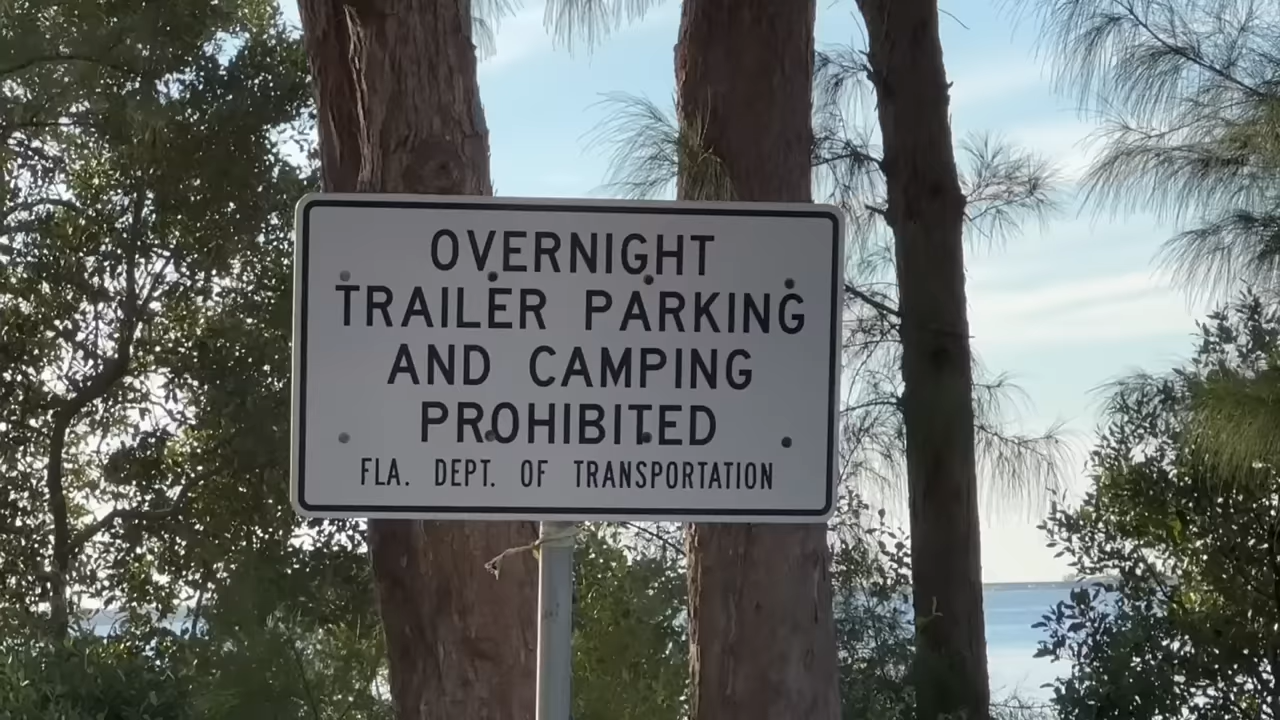 OVERNIGHT
TRAILER PARKING
AND CAMPING
PROHIBITED
FLA. DEPT. OF TRANSPORTATION